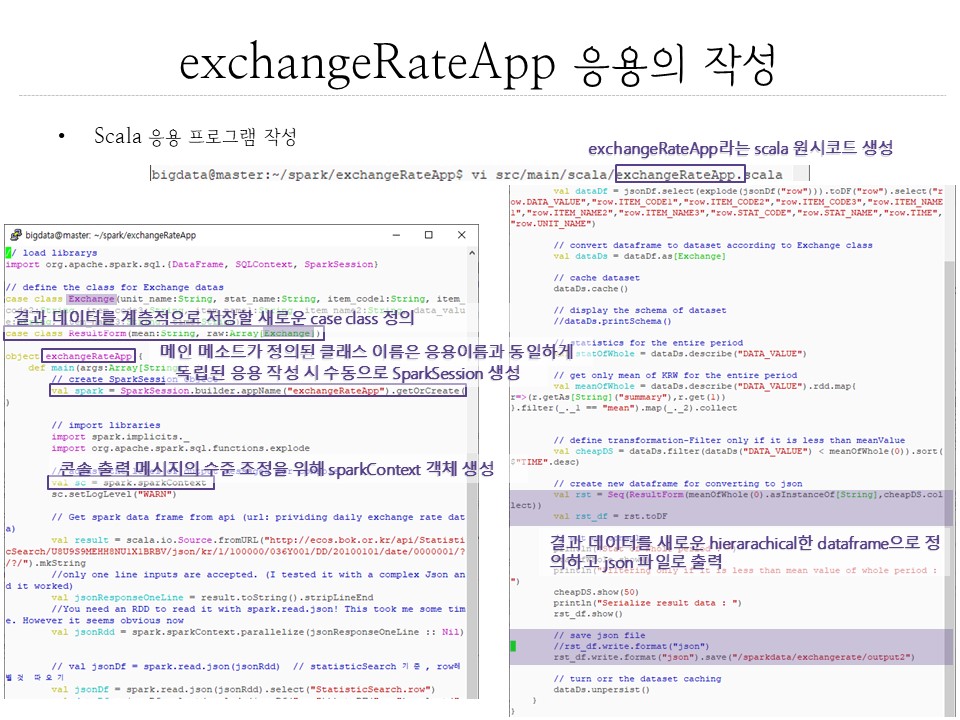 exchangeRateApp 응용의 작성
• Scala 응용 프로그램 작성
exchangeRateApp라는 scala 원시코드 생성
bigdata@master:~/spark/exchangeRateApp$ vi src/main/scala/exchangeRateApp.scala
bigdata@master: ~/spark/exchangeRateApp
// load librarys
import org.apache.spark.sql.{DataFrame, SQLContext, SparkSession}
// define the class for Exchange datas
case class Exchange(unit_name:String, stat_name:String, item_code1:String, item_
결과 데이터를 계층적으로 저장할 새로운 case class 정의
case class ResultForm(mean:String, raw:Array[Exchange])
object exchangeRateApp {
메인 메소트가 정의된 클래스 이름은 응용이름과 동일하게
def main(args:Array[String
독립된 응용 작성 시 수동으로 SparkSession 생성
// create SparkSession object
val spark = SparkSession.builder.appName("exchangeRateApp").getOrCreate(
)
// import libraries
import spark.implicits._
import org.apache.spark.sql.functions.explode
콘솔 출력 메시지의 수준 조정을 위해 sparkContext 객체 생성
val sc = spark.sparkContext
sc.setLogLevel("WARN")
// Get spark data frame from api (url: prividing daily exchange rate dat
a)
val result = scala.io.Source.fromURL("http://ecos.bok.or.kr/api/Statisti
cSearch/U8U9S9MEHH8NU1X1BRBV/json/kr/1/100000/036Y001/DD/20100101/date/0000001/?
/?/").mkString
//only one line inputs are accepted. (I tested it with a complex Json an
d it worked)
val jsonResponseOneLine = result.toString().stripLineEnd
//You need an RDD to read it with spark.read.json! This took me some tim
e. However it seems obvious now
val jsonRdd = spark.sparkContext.parallelize(jsonResponseOneLine :: Nil)
// val jsonDf = spark.read.json(jsonRdd) // statisticSearch 기준 , row레
벨것 따오기
val jsonDf = spark.read.json(jsonRdd).select("StatisticSearch.row")
val dataDf = jsonDf.select(explode(jsonDf("row"))).toDF("row").select("r
ow.DATA_VALUE","row.ITEM_CODE1","row.ITEM_CODE2","row.ITEM_CODE3","row.ITEM_NAME
1","row.ITEM_NAME2","row.ITEM_NAME3","row.STAT_CODE","row.STAT_NAME","row.TIME",
"row.UNIT_NAME")
// convert dataframe to dataset according to Exchange class
val dataDs = dataDf.as[Exchange]
// cache dataset
dataDs.cache()
// display the schema of dataset
//dataDs.printSchema()
statistics for the entire period
statOfWhole = dataDs.describe("DATA_VALUE")
// get only mean of KRW for the entire period
val meanOfWhole = dataDs.describe("DATA_VALUE").rdd.map{
r=>(r.getAs[String]("summary"),r.get(1))
}.filter(_._1 == "mean").map(_._2).collect
// define transformation-Filter only if it is less than meanValue
val cheapDS = dataDs.filter(dataDs("DATA_VALUE") < meanOfWhole(0)).sort(
$"TIME".desc)
// create new dataframe for converting to json
val rst = Seq(ResultForm(meanOfWhole(0).asInstanceOf[String],cheapDS.col
lect))
val rst_df = rst.toDF
결과 데이터를 새로운 hierarachical한 dataframe으로 정
의하고 json 파일로 출력
println("Filtering only if it is less than mean value of whole period :
")
cheapDS.show(50)
println("Serialize result data : ")
rst_df.show()
// save json file
//rst_df.write.format("json")
rst_df.write.format("json").save("/sparkdata/exchangerate/output2")
// turn orr the dataset caching
dataDs.unpersist()
}
}